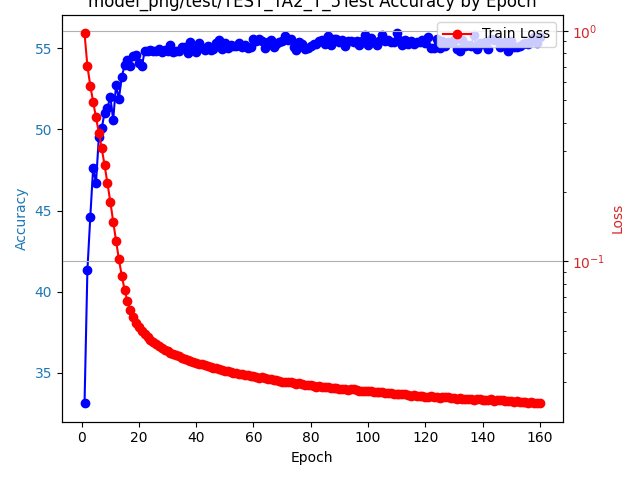 model_png/test/TEST_TA2_T_5Test Accuracy by Epoch
Train Loss
55
50
45
40
35
Accuracy
10⁰
10⁻¹
Loss
0 20 40 60 80 100 120 140 160
Epoch